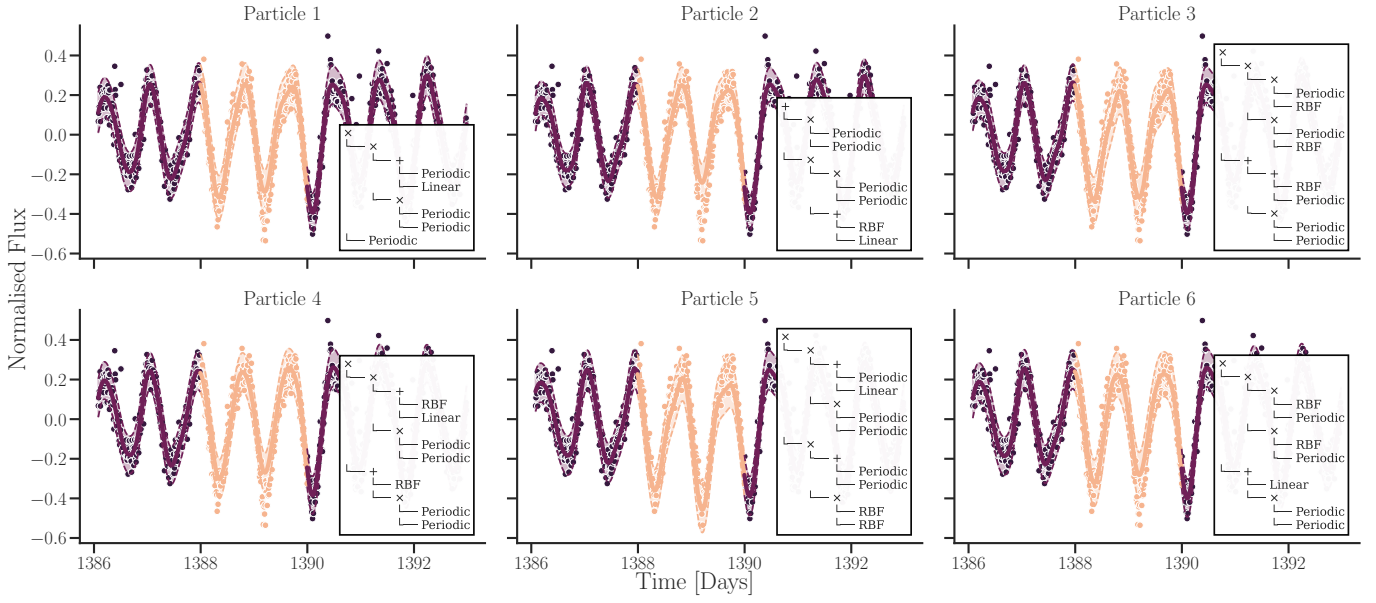 Particle 1
Particle 2
Particle 3
Normalised Flux
0.4
0.2
0.0
−0.2
−0.4
−0.6
×
×
+
Periodic
Linear
×
Periodic
Periodic
Periodic
+
×
Periodic
Periodic
×
×
Periodic
Periodic
+
RBF
Linear
×
×
×
Periodic
RBF
×
Periodic
RBF
+
+
RBF
Periodic
×
Periodic
Periodic
Particle 4
Particle 5
Particle 6
0.4
0.2
0.0
−0.2
−0.4
−0.6
×
×
+
RBF
Linear
×
Periodic
Periodic
+
RBF
×
Periodic
Periodic
×
×
+
Periodic
Linear
×
Periodic
Periodic
×
+
Periodic
Periodic
×
RBF
RBF
×
×
×
RBF
Periodic
×
RBF
Periodic
+
Linear
×
Periodic
Periodic
1386 1388 1390 1392
1386 1388 1390 1392
1386 1388 1390 1392
Time [Days]